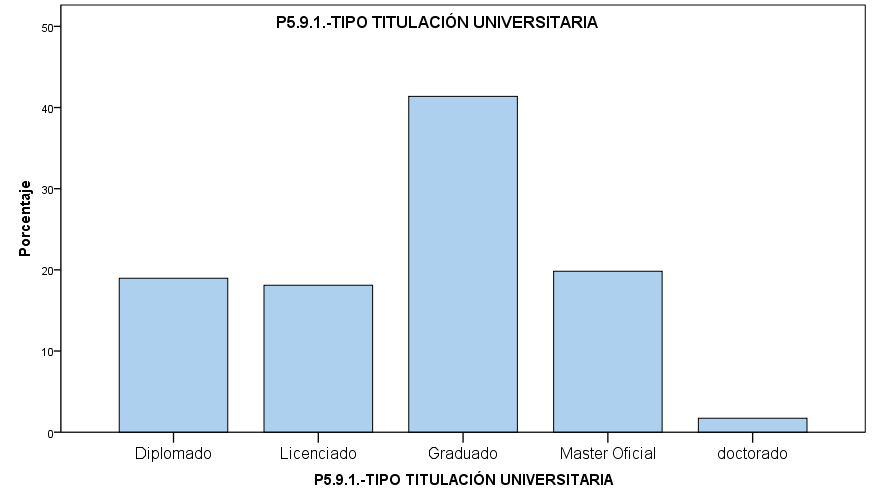 P5.9.1.-TIPO TITULACIÓN UNIVERSITARIA
Porcentaje
50
40
30
20
10
0
Diplomado
Licenciado
Graduado
Master Oficial
doctorado
P5.9.1.-TIPO TITULACIÓN UNIVERSITARIA